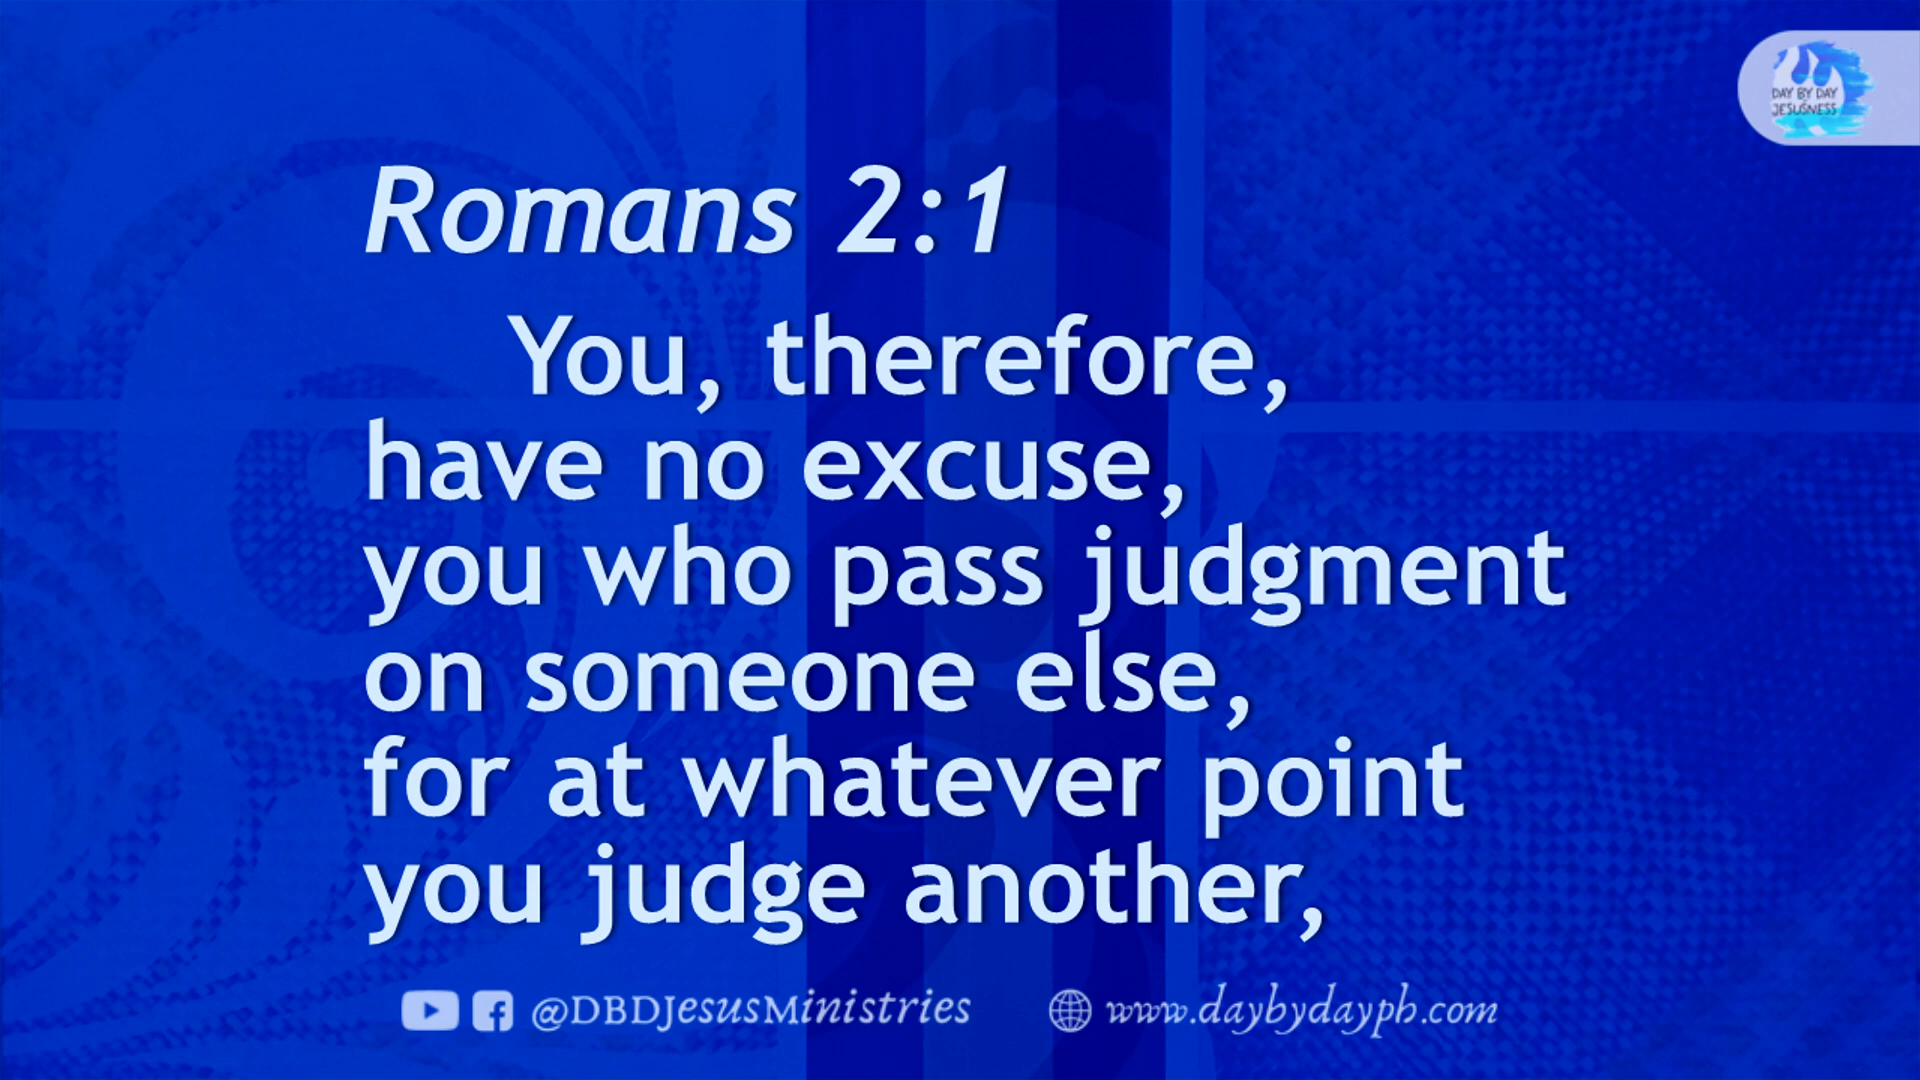 DAY BY DAY
JESUSNESS
Romans 2:1
You, therefore,
have no excuse,
you who pass judgment
on someone else,
for at whatever point
you judge another,
@DBDJesusMinistries www.daybydayph.com